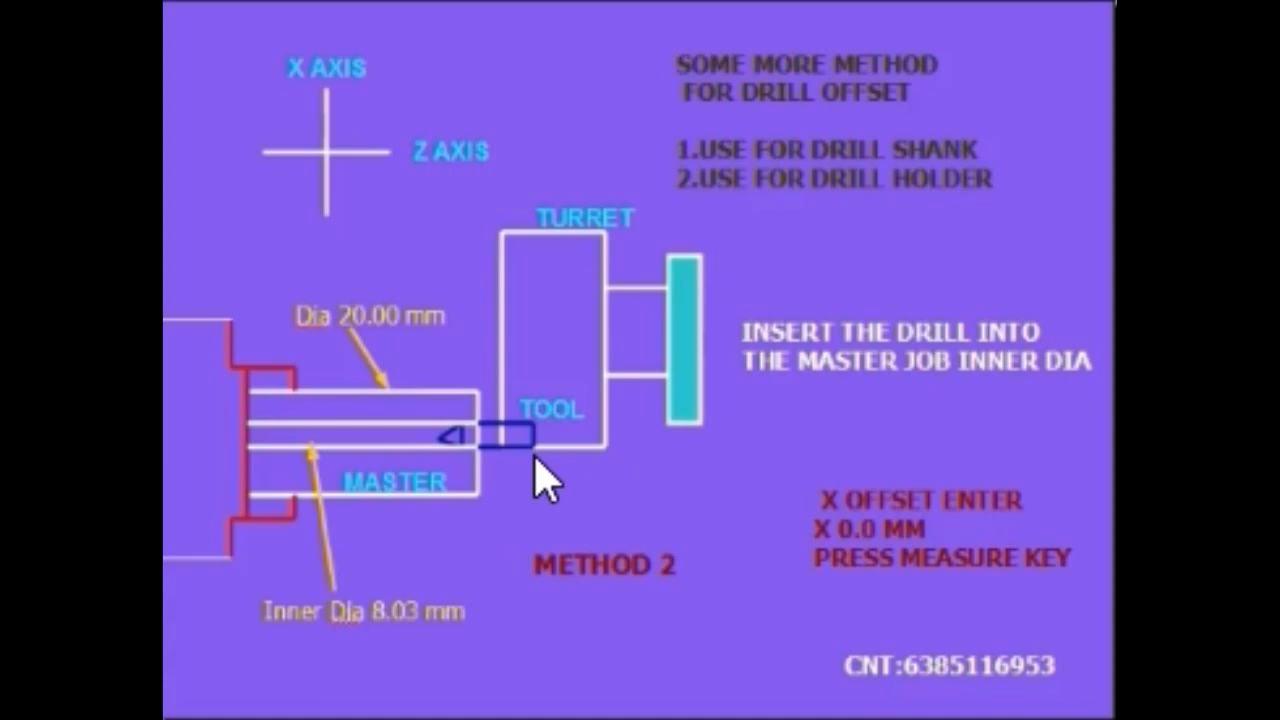 X AXIS
Z AXIS
SOME MORE METHOD
FOR DRILL OFFSET
1.USE FOR DRILL SHANK
2.USE FOR DRILL HOLDER
TURRET
Dia 20.00 mm
INSERT THE DRILL INTO
THE MASTER JOB INNER DIA
TOOL
MASTER
X OFFSET ENTER
X 0.0 MM
PRESS MEASURE KEY
METHOD 2
Inner Dia 8.03 mm
CNT:6385116953